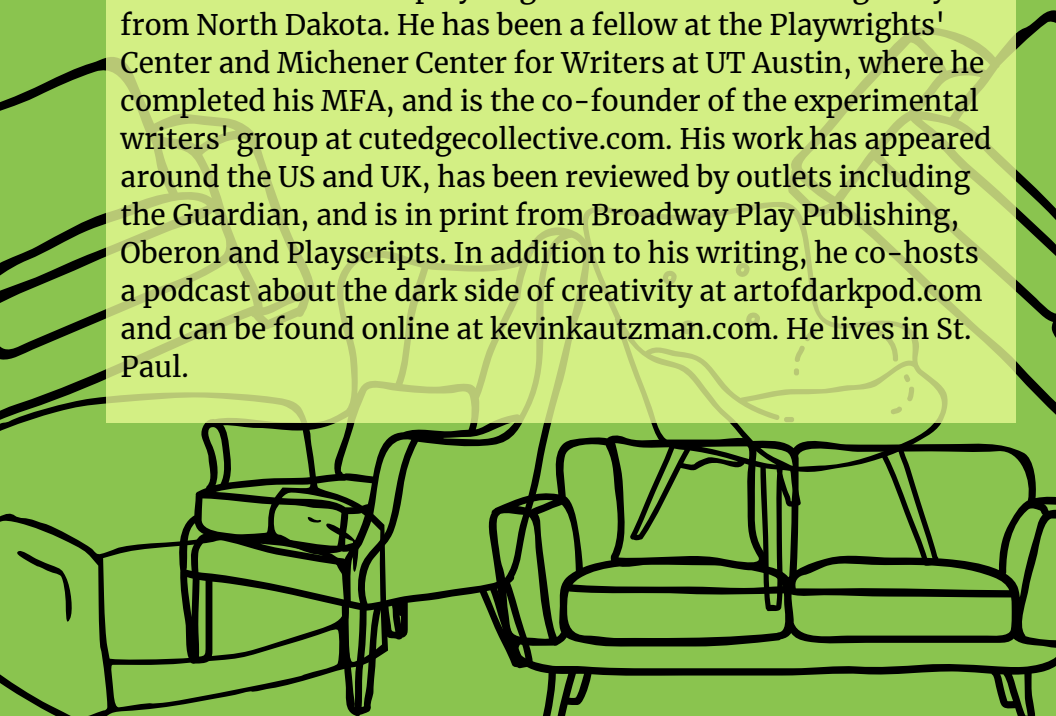 from North Dakota. He has been a fellow at the Playwrights'
Center and Michener Center for Writers at UT Austin, where he
completed his MFA, and is the co-founder of the experimental
writers' group at cutedgecollective.com. His work has appeared
around the US and UK, has been reviewed by outlets including
the Guardian, and is in print from Broadway Play Publishing,
Oberon and Playscripts. In addition to his writing, he co-hosts
a podcast about the dark side of creativity at artofdarkpod.com
and can be found online at kevinkautzman.com. He lives in St.
Paul.